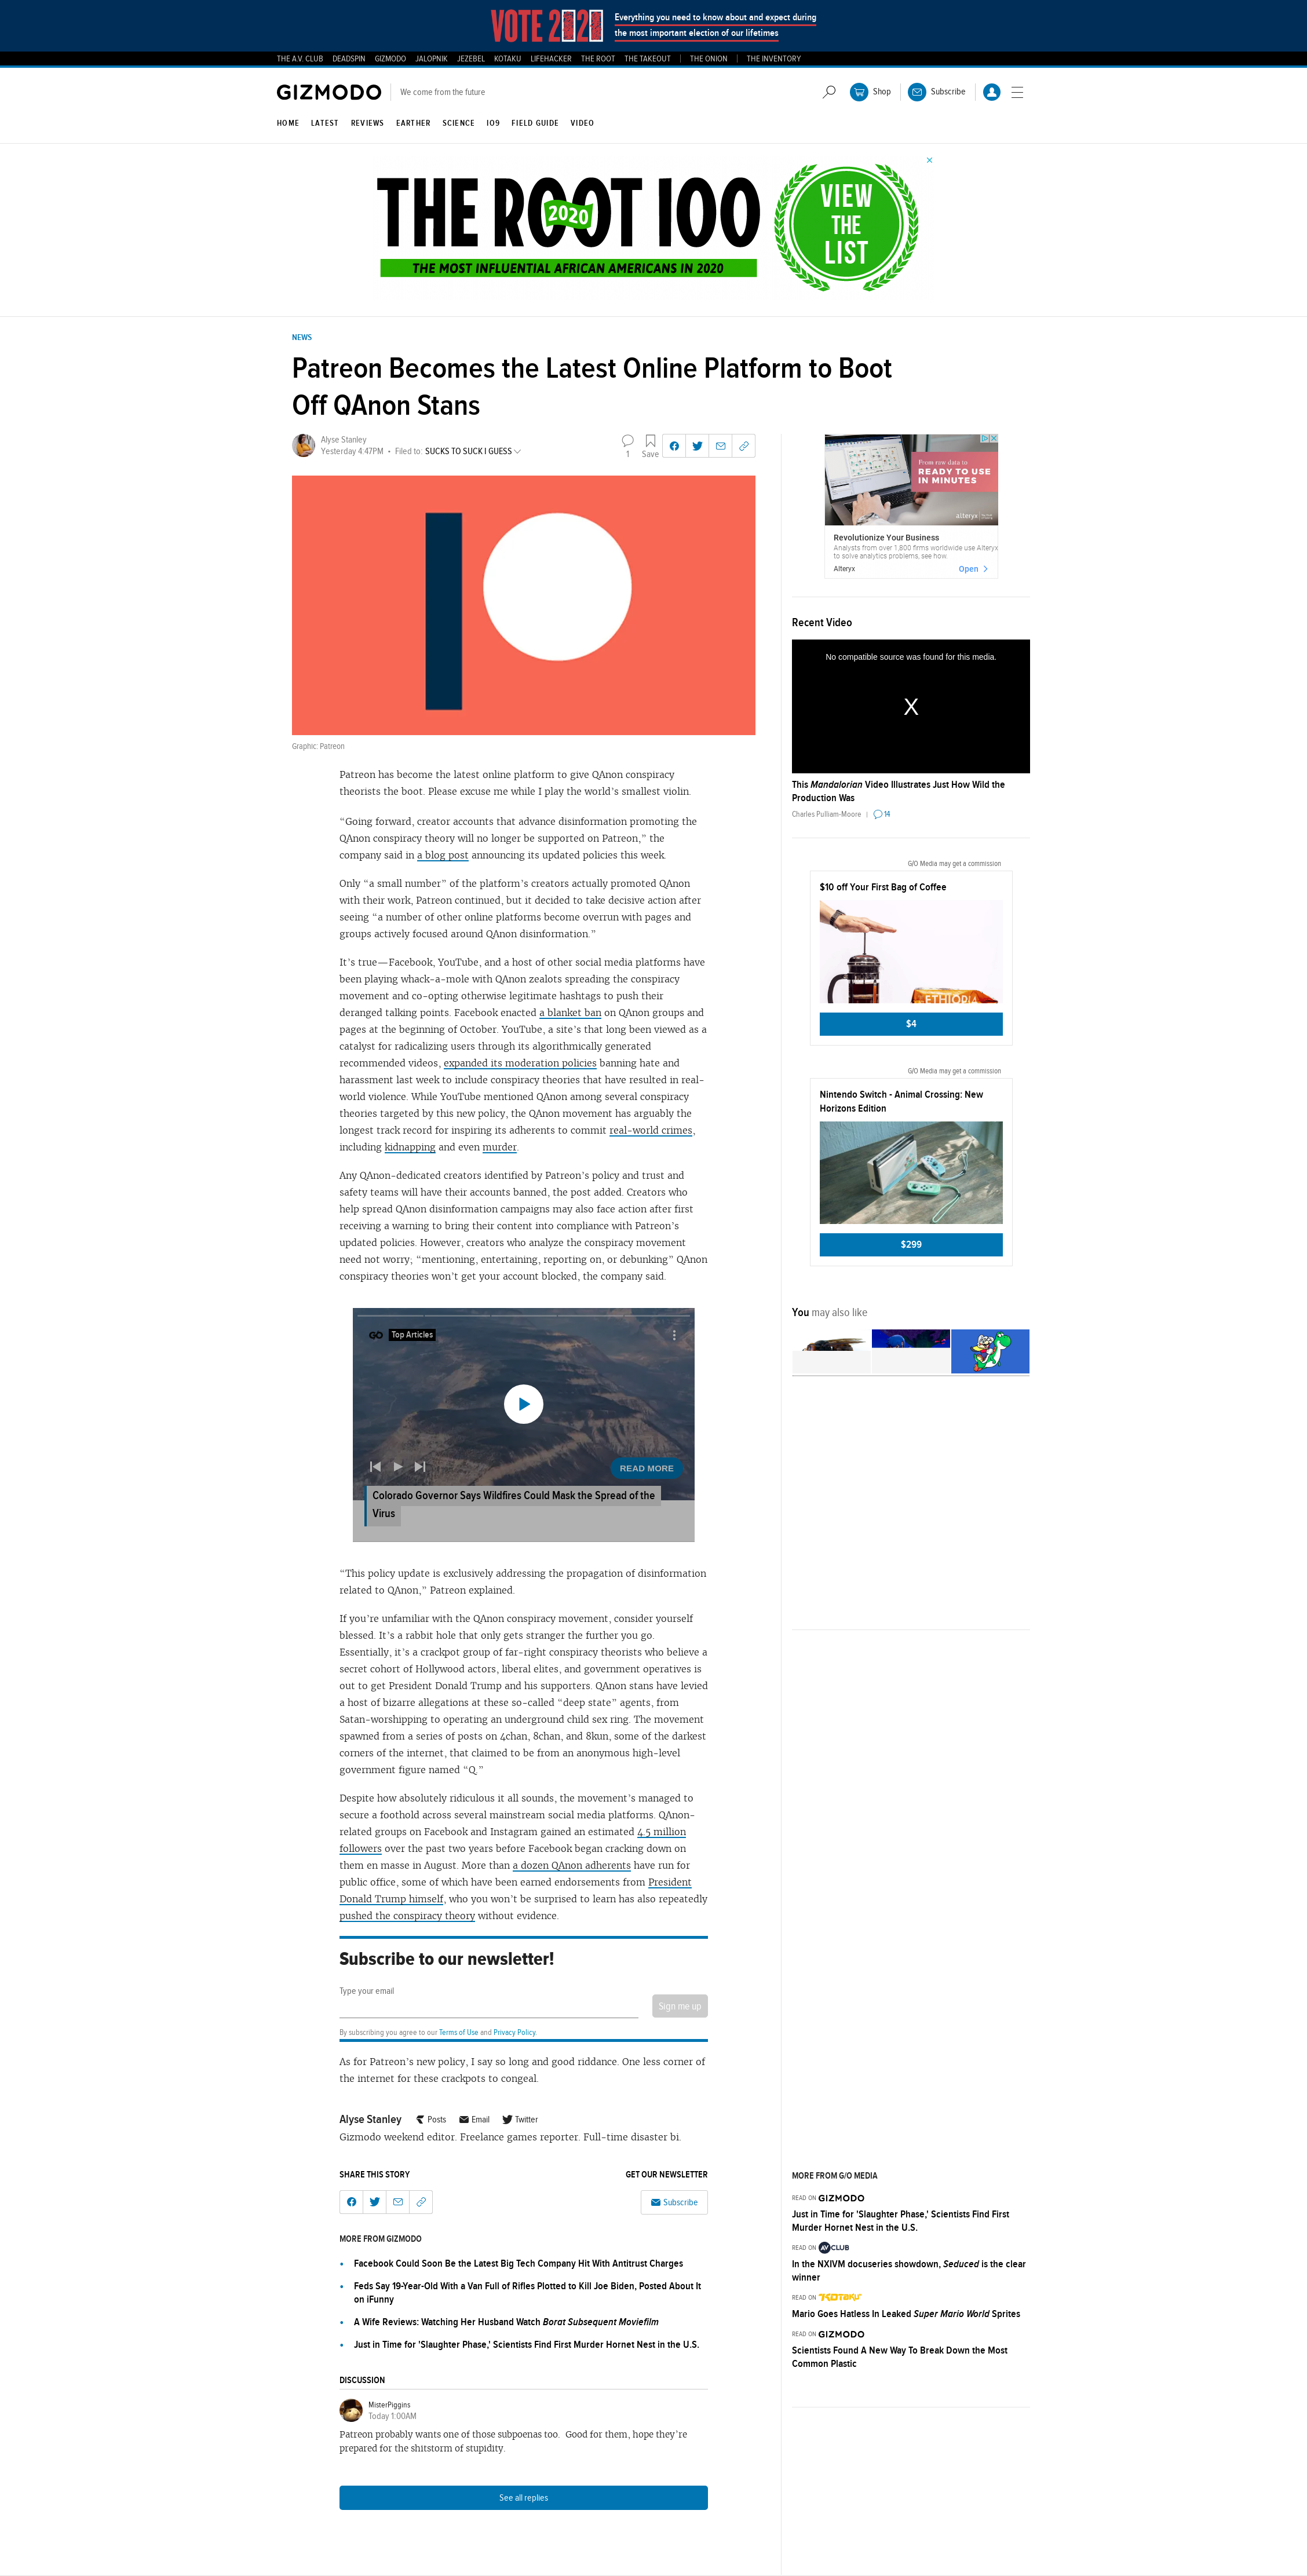 VOTE 2020
Everything you need to know about and expect during
the most important election of our lifetimes
THE A.V. CLUB DEADSPIN GIZMODO JALOPNIK JEZEBEL KOTAKU LIFEHACKER THE ROOT THE TAKEOUT | THE ONION | THE INVENTORY
GIZMODO We come from the future Shop Subscribe
HOME LATEST REVIEWS EARTHER SCIENCE IO9 FIELD GUIDE VIDEO
THE ROOT 100
2020
THE MOST INFLUENTIAL AFRICAN AMERICANS IN 2020
VIEW
THE
LIST
NEWS
Patreon Becomes the Latest Online Platform to Boot
Off QAnon Stans
Alyse Stanley
Yesterday 4:47PM • Filed to: SUCKS TO SUCK I GUESS
1 Save
Graphic: Patreon
Patreon has become the latest online platform to give QAnon conspiracy
theorists the boot. Please excuse me while I play the world’s smallest violin.
“Going forward, creator accounts that advance disinformation promoting the
QAnon conspiracy theory will no longer be supported on Patreon,” the
company said in a blog post announcing its updated policies this week.
Only “a small number” of the platform’s creators actually promoted QAnon
with their work, Patreon continued, but it decided to take decisive action after
seeing “a number of other online platforms become overrun with pages and
groups actively focused around QAnon disinformation.”
It’s true—Facebook, YouTube, and a host of other social media platforms have
been playing whack-a-mole with QAnon zealots spreading the conspiracy
movement and co-opting otherwise legitimate hashtags to push their
deranged talking points. Facebook enacted a blanket ban on QAnon groups and
pages at the beginning of October. YouTube, a site’s that long been viewed as a
catalyst for radicalizing users through its algorithmically generated
recommended videos, expanded its moderation policies banning hate and
harassment last week to include conspiracy theories that have resulted in real-
world violence. While YouTube mentioned QAnon among several conspiracy
theories targeted by this new policy, the QAnon movement has arguably the
longest track record for inspiring its adherents to commit real-world crimes,
including kidnapping and even murder.
Any QAnon-dedicated creators identified by Patreon’s policy and trust and
safety teams will have their accounts banned, the post added. Creators who
help spread QAnon disinformation campaigns may also face action after first
receiving a warning to bring their content into compliance with Patreon’s
updated policies. However, creators who analyze the conspiracy movement
need not worry; “mentioning, entertaining, reporting on, or debunking” QAnon
conspiracy theories won’t get your account blocked, the company said.
GO Top Articles
READ MORE
Colorado Governor Says Wildfires Could Mask the Spread of the
Virus
“This policy update is exclusively addressing the propagation of disinformation
related to QAnon,” Patreon explained.
If you’re unfamiliar with the QAnon conspiracy movement, consider yourself
blessed. It’s a rabbit hole that only gets stranger the further you go.
Essentially, it’s a crackpot group of far-right conspiracy theorists who believe a
secret cohort of Hollywood actors, liberal elites, and government operatives is
out to get President Donald Trump and his supporters. QAnon stans have levied
a host of bizarre allegations at these so-called “deep state” agents, from
Satan-worshipping to operating an underground child sex ring. The movement
spawned from a series of posts on 4chan, 8chan, and 8kun, some of the darkest
corners of the internet, that claimed to be from an anonymous high-level
government figure named “Q.”
Despite how absolutely ridiculous it all sounds, the movement’s managed to
secure a foothold across several mainstream social media platforms. QAnon-
related groups on Facebook and Instagram gained an estimated 4.5 million
followers over the past two years before Facebook began cracking down on
them en masse in August. More than a dozen QAnon adherents have run for
public office, some of which have been earned endorsements from President
Donald Trump himself, who you won’t be surprised to learn has also repeatedly
pushed the conspiracy theory without evidence.
Subscribe to our newsletter!
Type your email
Sign me up
By subscribing you agree to our Terms of Use and Privacy Policy.
As for Patreon’s new policy, I say so long and good riddance. One less corner of
the internet for these crackpots to congeal.
Alyse Stanley Posts Email Twitter
Gizmodo weekend editor. Freelance games reporter. Full-time disaster bi.
SHARE THIS STORY GET OUR NEWSLETTER
Subscribe
MORE FROM GIZMODO
• Facebook Could Soon Be the Latest Big Tech Company Hit With Antitrust Charges
• Feds Say 19-Year-Old With a Van Full of Rifles Plotted to Kill Joe Biden, Posted About It
on iFunny
• A Wife Reviews: Watching Her Husband Watch Borat Subsequent Moviefilm
• Just in Time for 'Slaughter Phase,' Scientists Find First Murder Hornet Nest in the U.S.
DISCUSSION
MisterPiggins
Today 1:00AM
Patreon probably wants one of those subpoenas too. Good for them, hope they’re
prepared for the shitstorm of stupidity.
See all replies
From raw data to
READY TO USE
IN MINUTES
alteryx
Revolutionize Your Business
Analysts from over 1,800 firms worldwide use Alteryx
to solve analytics problems, see how.
Alteryx Open
Recent Video
No compatible source was found for this media.
X
This Mandalorian Video Illustrates Just How Wild the
Production Was
Charles Pulliam-Moore | 14
G/O Media may get a commission
$10 off Your First Bag of Coffee
ETHIOPIA
$4
G/O Media may get a commission
Nintendo Switch - Animal Crossing: New
Horizons Edition
$299
You may also like
MORE FROM G/O MEDIA
READ ON GIZMODO
Just in Time for 'Slaughter Phase,' Scientists Find First
Murder Hornet Nest in the U.S.
READ ON AV CLUB
In the NXIVM docuseries showdown, Seduced is the clear
winner
READ ON KOTAKU
Mario Goes Hatless In Leaked Super Mario World Sprites
READ ON GIZMODO
Scientists Found A New Way To Break Down the Most
Common Plastic